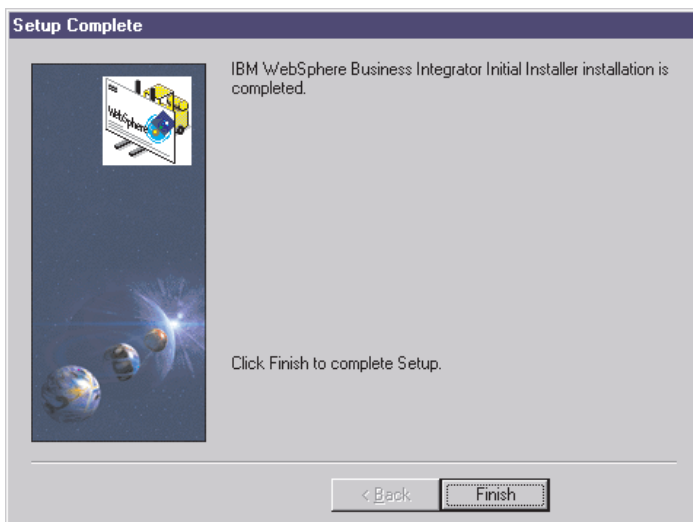 Setup Complete
WebSphere
IBM WebSphere Business Integrator Initial Installer installation is
completed.
Click Finish to complete Setup.
< Back
Finish